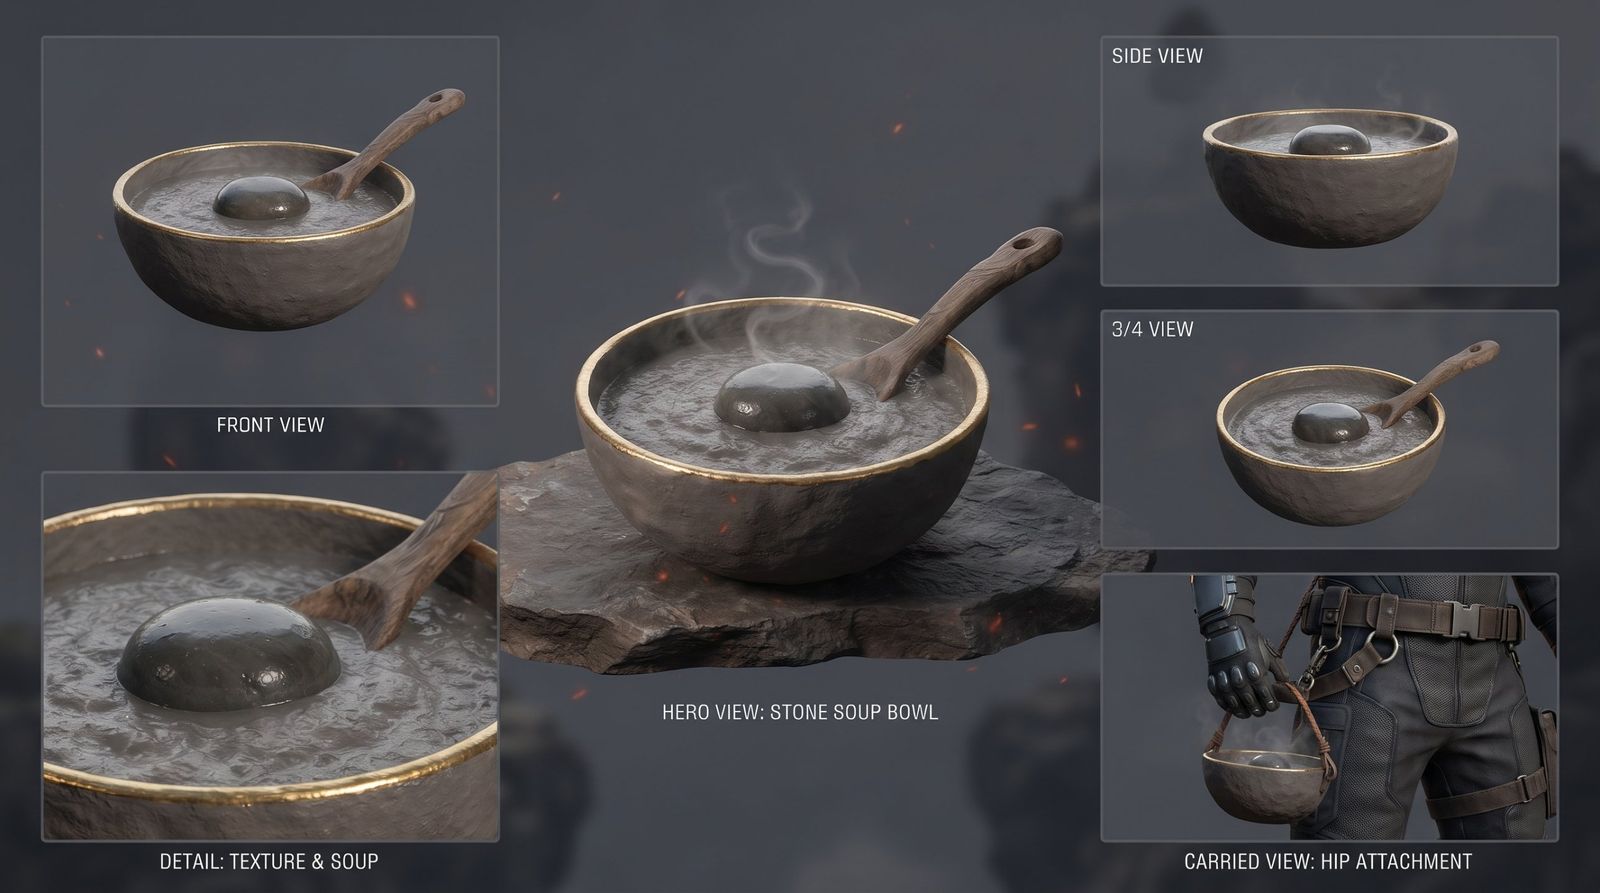 FRONT VIEW
DETAIL: TEXTURE & SOUP
HERO VIEW: STONE SOUP BOWL
SIDE VIEW
3/4 VIEW
CARRIED VIEW: HIP ATTACHMENT